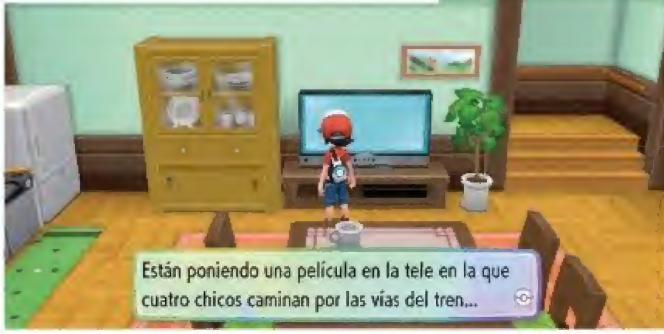 Están poniendo una película en la tele en la que
cuatro chicos caminan por las vías del tren...